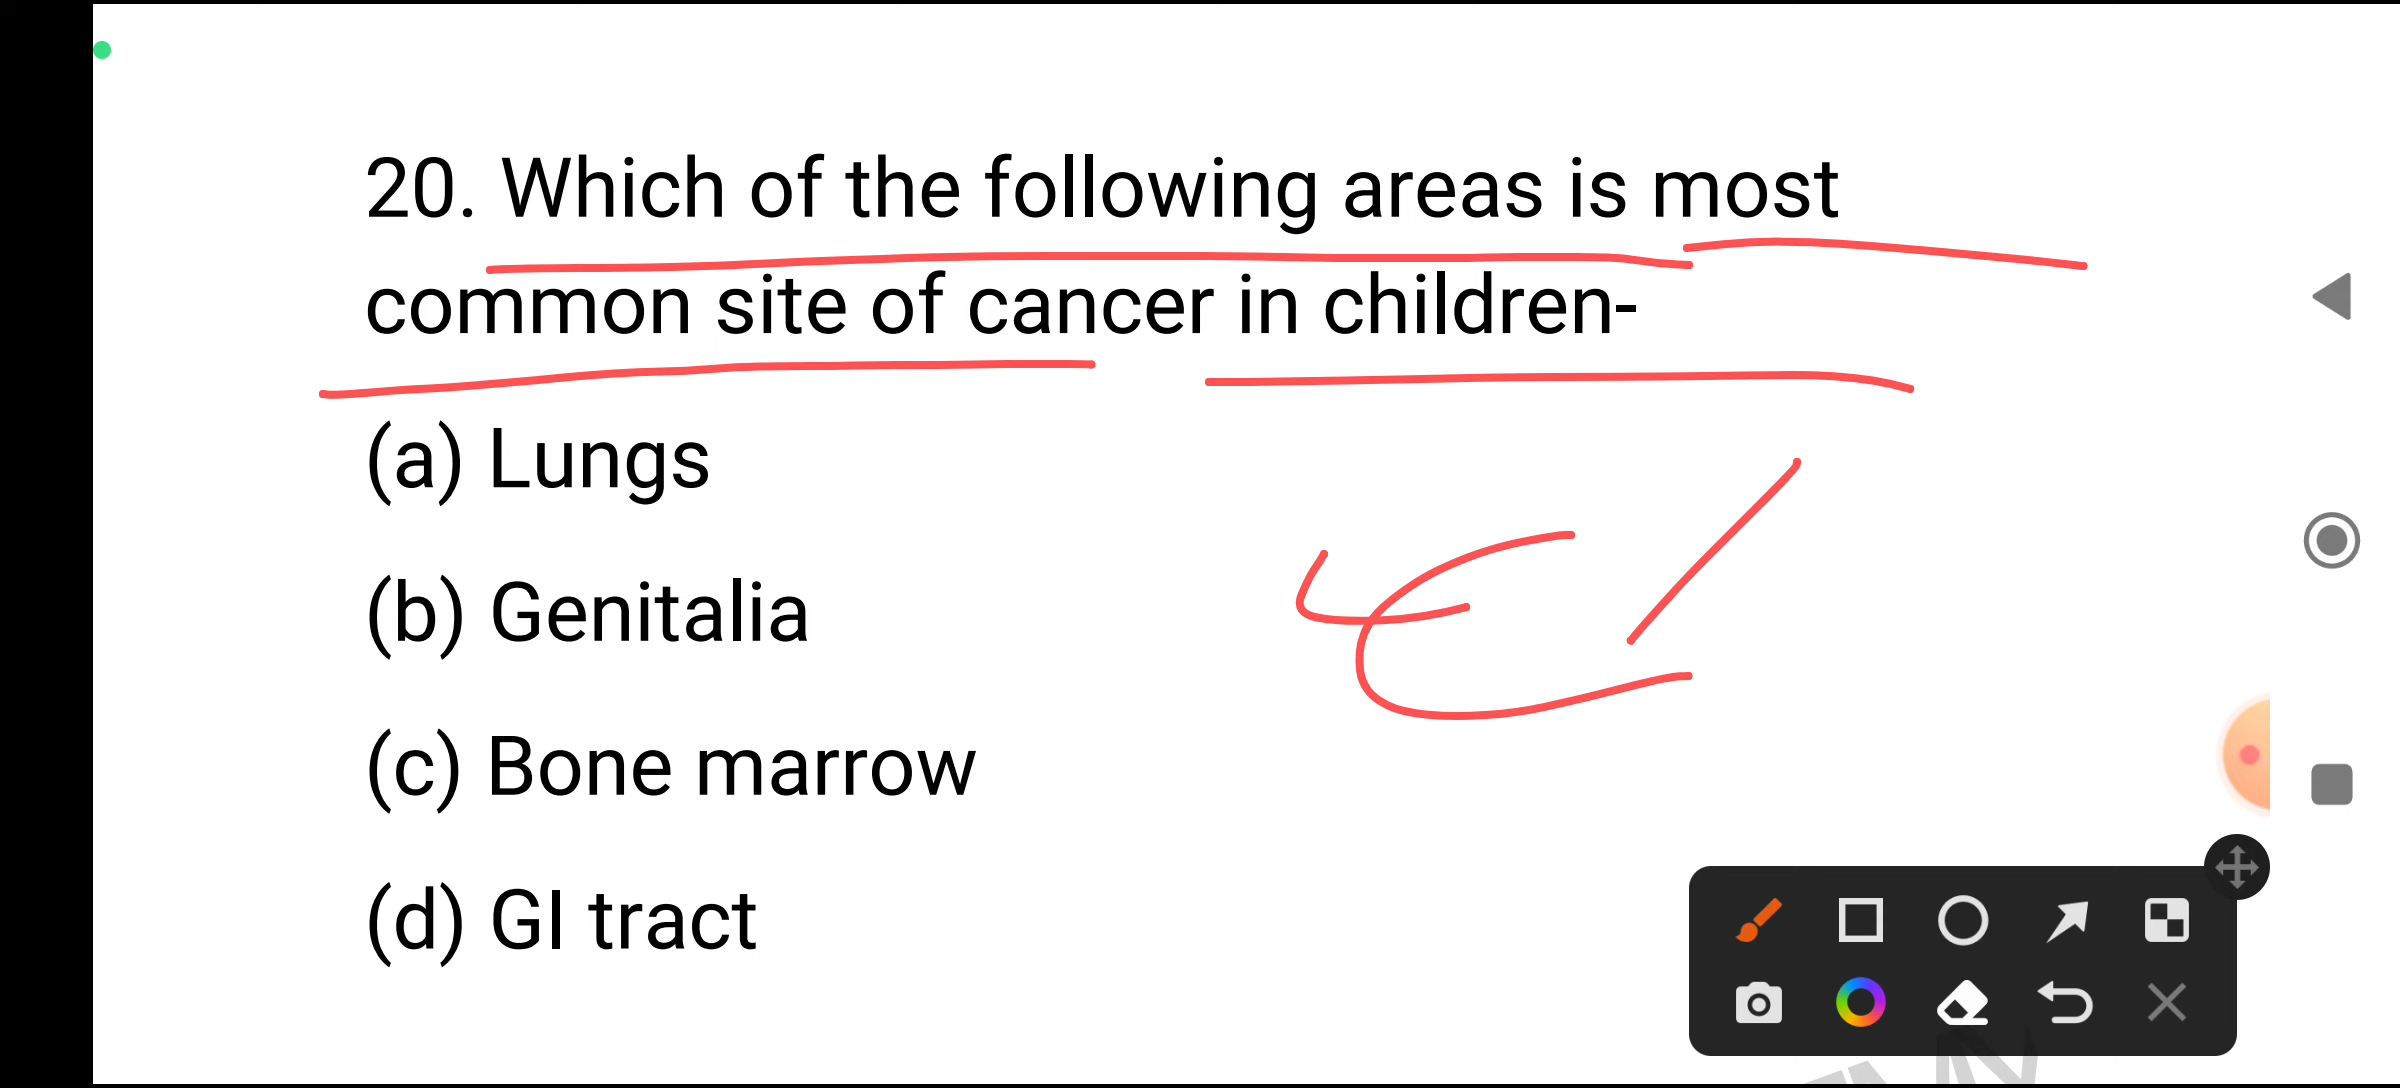 20. Which of the following areas is most
common site of cancer in children-
(a) Lungs
(b) Genitalia
(c) Bone marrow
(d) GI tract